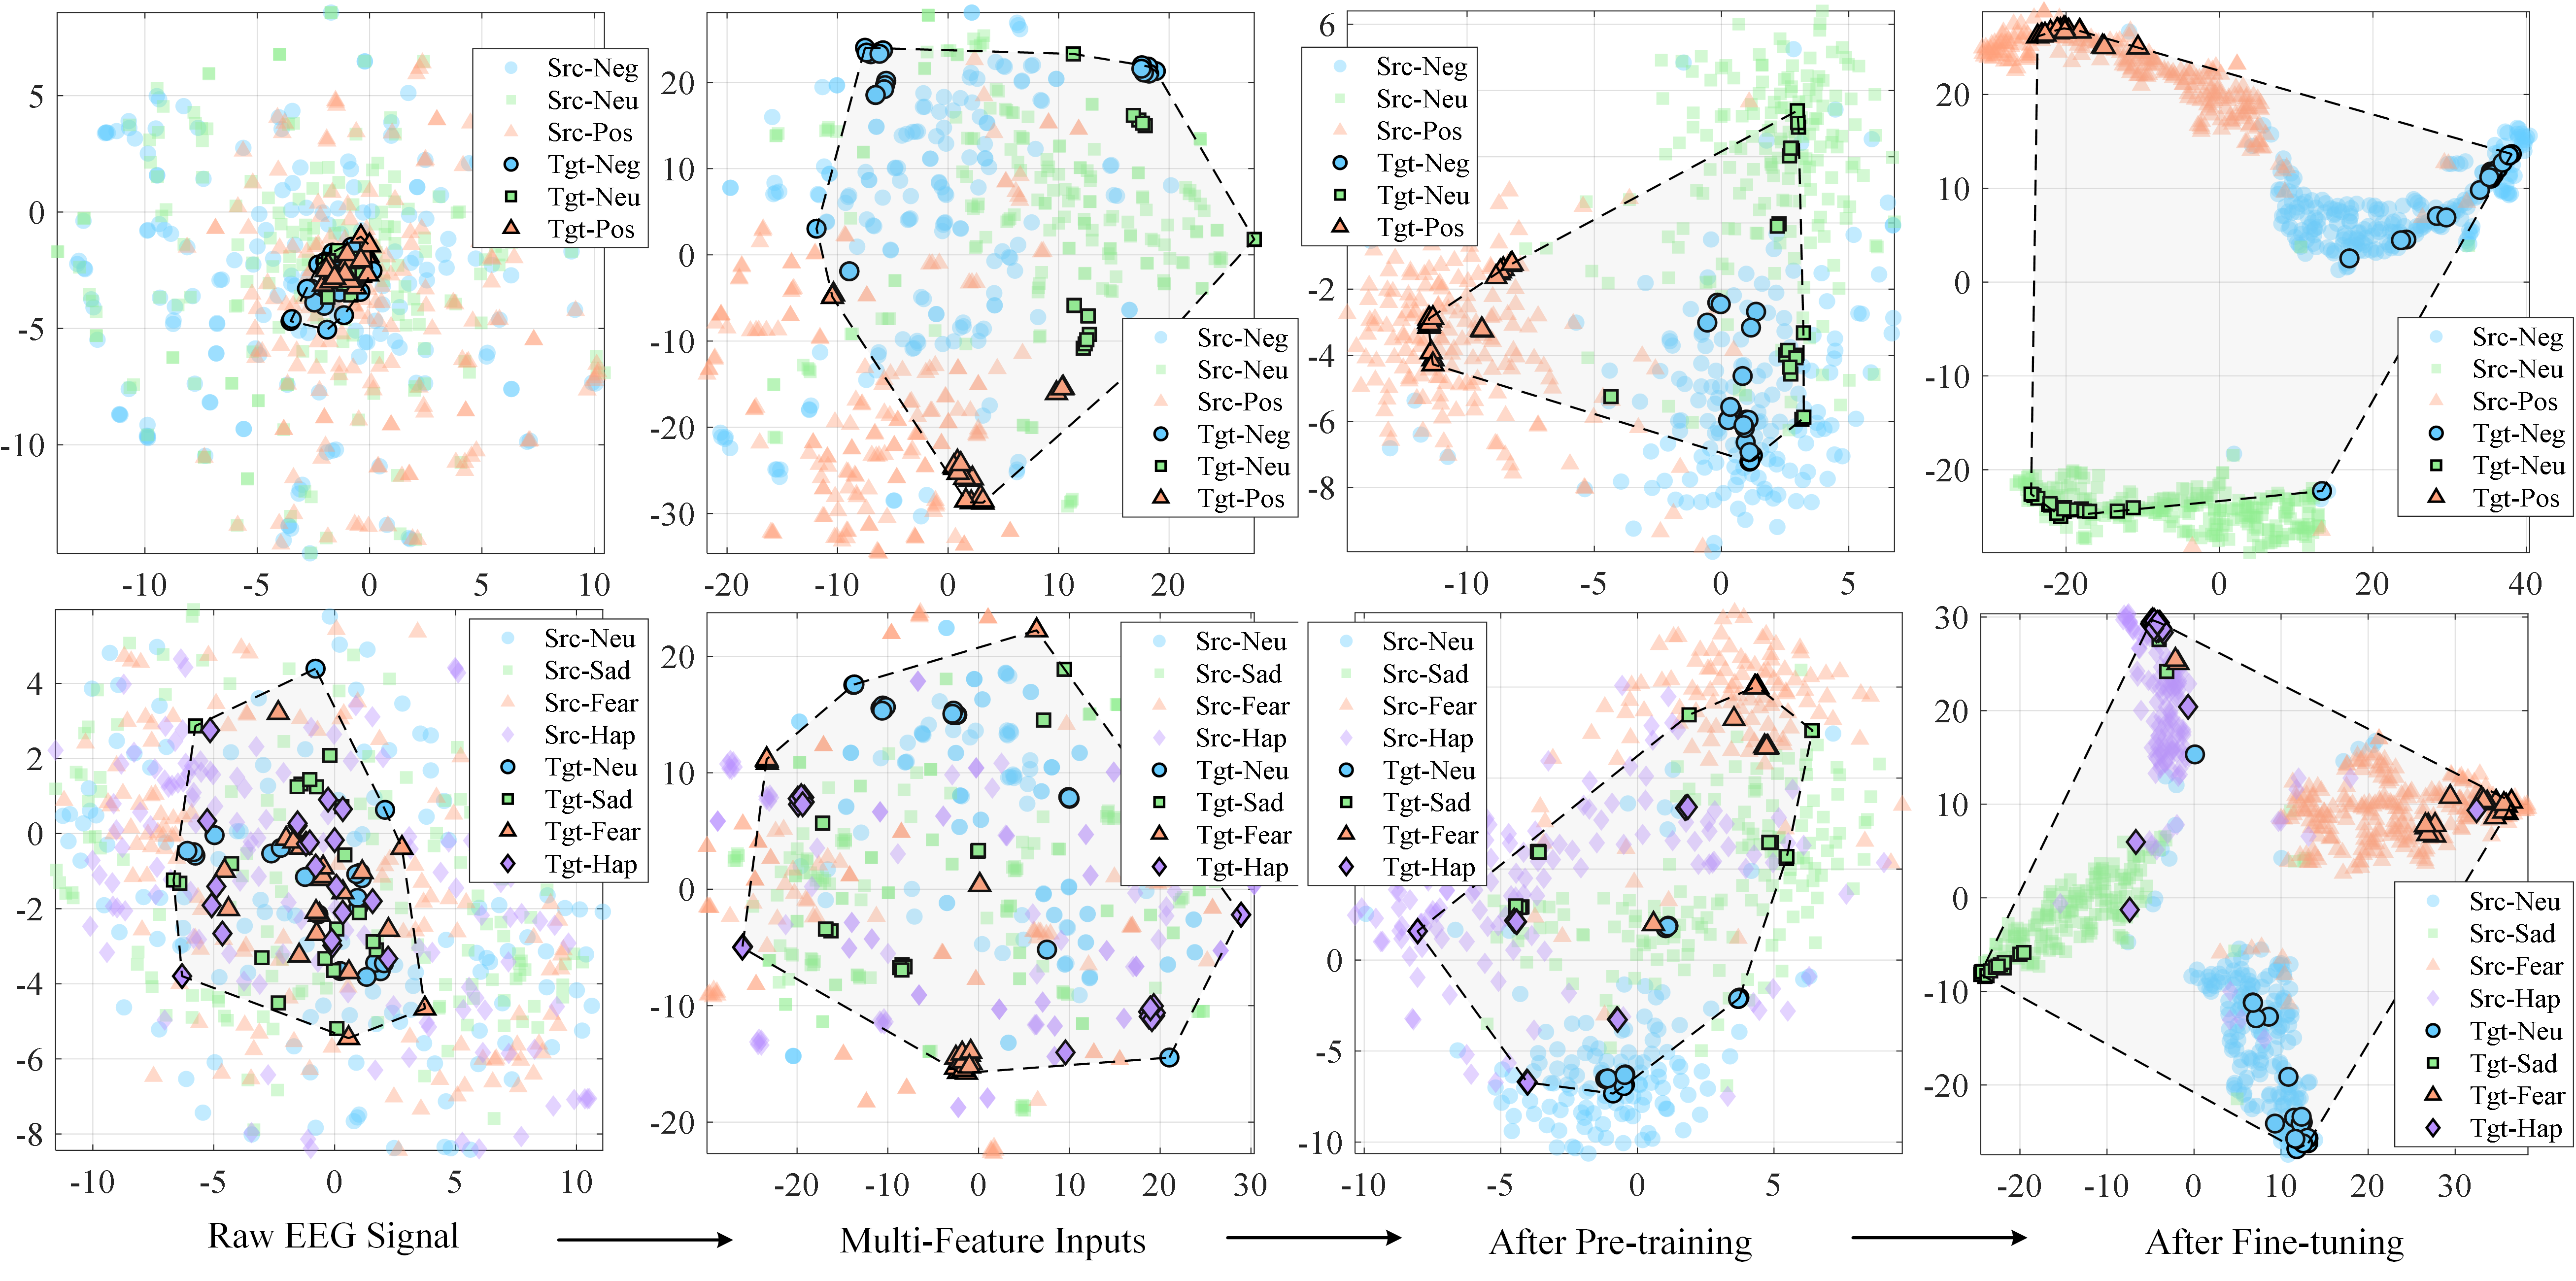 5
0
-5
-10
-10
-5
0
5
10
Src-Neg
Src-Neu
Src-Pos
Tgt-Neg
Tgt-Neu
Tgt-Pos
20
10
0
-10
-20
-30
-20
-10
0
10
20
Src-Neg
Src-Neu
Src-Pos
Tgt-Neg
Tgt-Neu
Tgt-Pos
6
-2
-4
-6
-8
-10
-5
0
5
Src-Neg
Src-Neu
Src-Pos
Tgt-Neg
Tgt-Neu
Tgt-Pos
20
10
0
-10
-20
-20
0
20
40
Src-Neg
Src-Neu
Src-Pos
Tgt-Neg
Tgt-Neu
Tgt-Pos
4
2
0
-2
-4
-6
-8
-10
-5
0
5
10
Src-Neu
Src-Sad
Src-Fear
Src-Hap
Tgt-Neu
Tgt-Sad
Tgt-Fear
Tgt-Hap
20
10
0
-10
-20
-20
-10
0
10
20
30
Src-Neu
Src-Sad
Src-Fear
Src-Hap
Tgt-Neu
Tgt-Sad
Tgt-Fear
Tgt-Hap
0
-5
-10
-10
-5
0
5
Src-Neu
Src-Sad
Src-Fear
Src-Hap
Tgt-Neu
Tgt-Sad
Tgt-Fear
Tgt-Hap
30
20
10
0
-10
-20
-20
-10
0
10
20
30
Src-Neu
Src-Sad
Src-Fear
Src-Hap
Tgt-Neu
Tgt-Sad
Tgt-Fear
Tgt-Hap
Raw EEG Signal
Multi-Feature Inputs
After Pre-training
After Fine-tuning